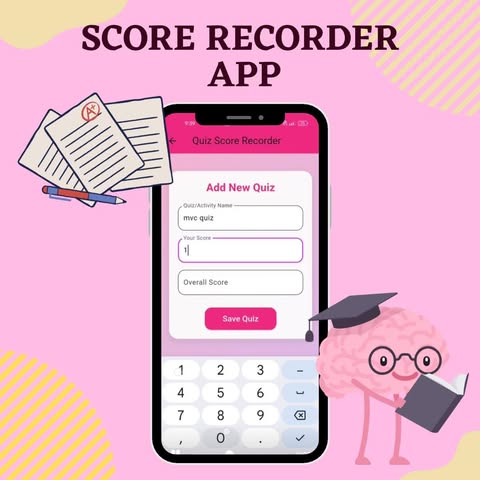 SCORE RECORDER
APP
A+
Quiz Score Recorder
Add New Quiz
Quiz/Activity Name
mvc quiz
Your Score
1
Overall Score
Save Quiz
1 2 3 –
4 5 6
7 8 9
, 0 .